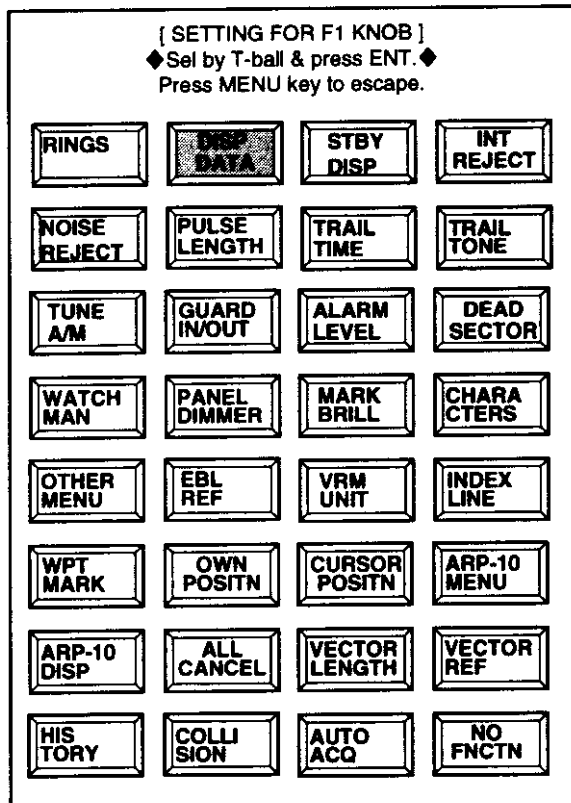 [ SETTING FOR F1 KNOB ]
◆Sel by T-ball & press ENT.◆
Press MENU key to escape.
RINGS
DISP
DATA
STBY
DISP
INT
REJECT
NOISE
REJECT
PULSE
LENGTH
TRAIL
TIME
TRAIL
TONE
TUNE
A/M
GUARD
IN/OUT
ALARM
LEVEL
DEAD
SECTOR
WATCH
MAN
PANEL
DIMMER
MARK
BRILL
CHARA
CTERS
OTHER
MENU
EBL
REF
VRM
UNIT
INDEX
LINE
WPT
MARK
OWN
POSITN
CURSOR
POSITN
ARP-10
MENU
ARP-10
DISP
ALL
CANCEL
VECTOR
LENGTH
VECTOR
REF
HIS
TORY
COLLI
SION
AUTO
ACQ
NO
FNCTN